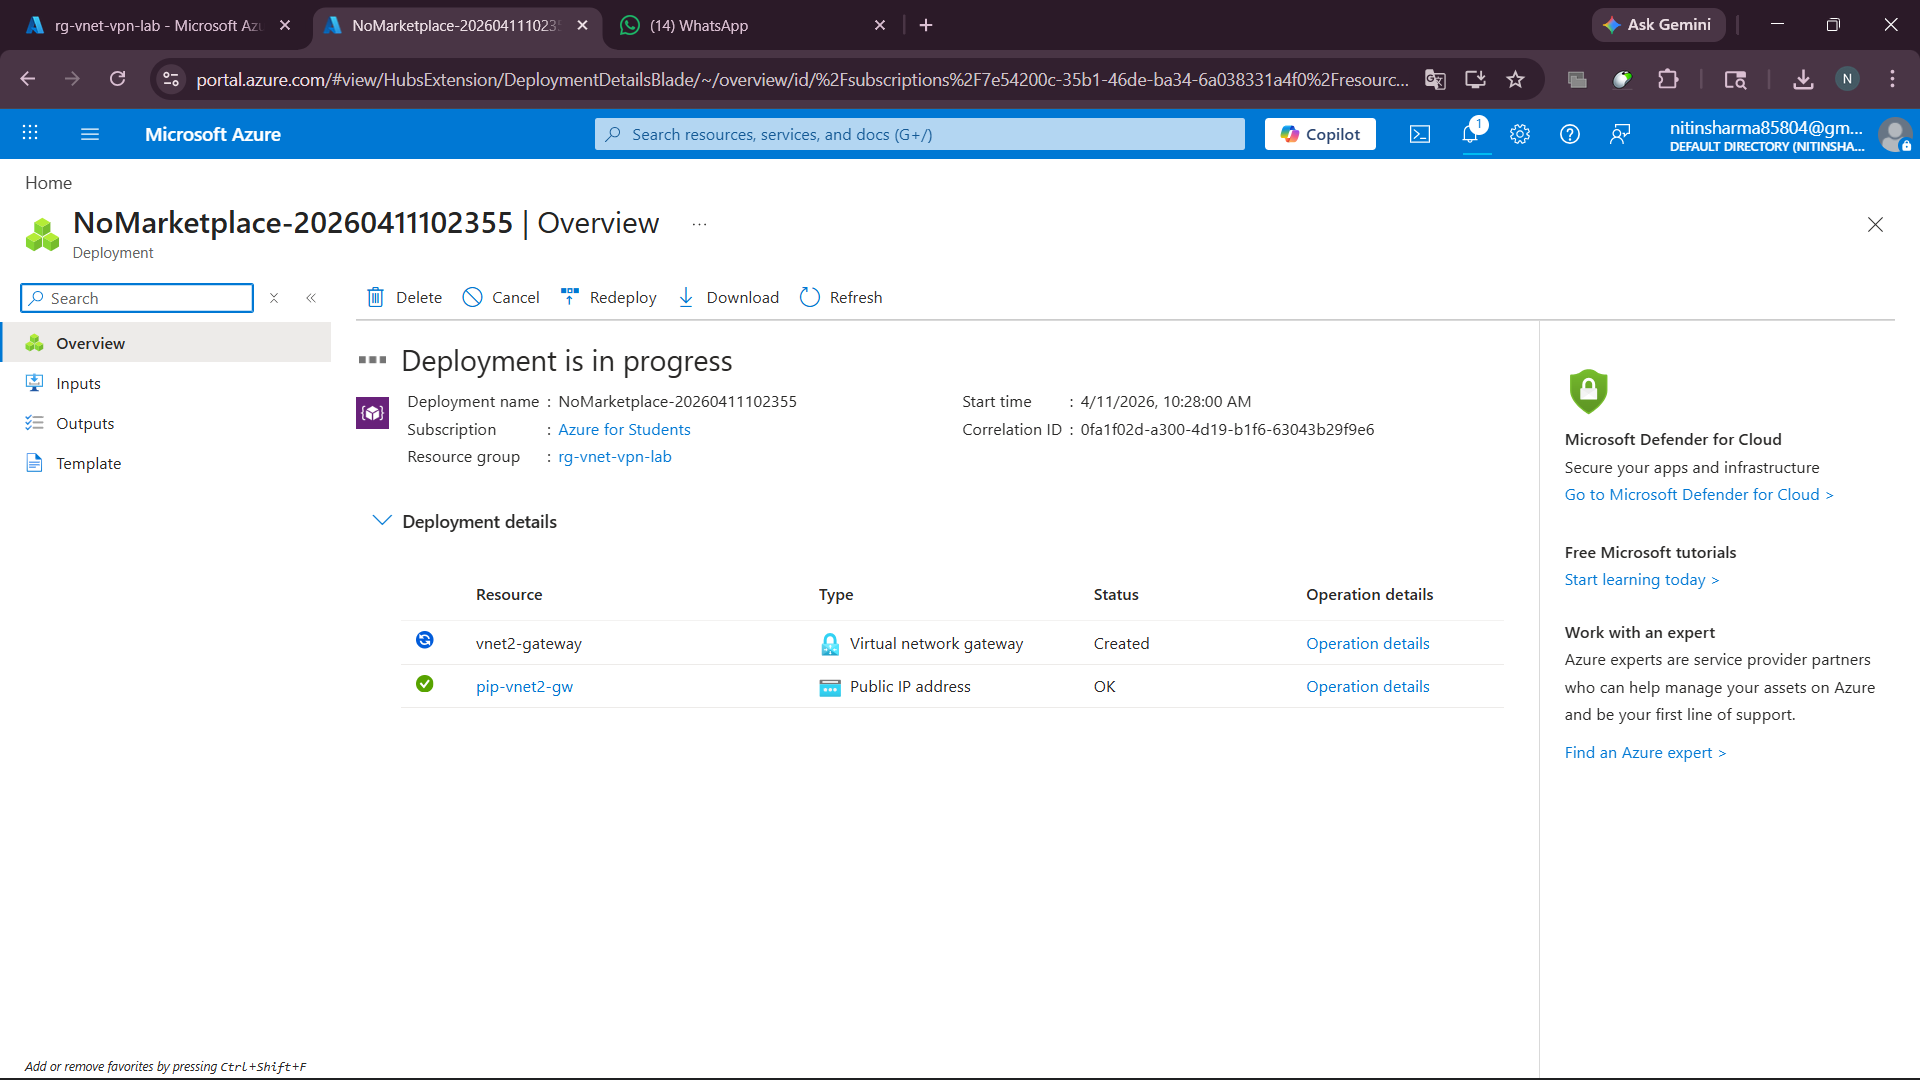 rg-vnet-vpn-lab - Microsoft Az
NoMarketplace-2026041110235
(14) WhatsApp
Ask Gemini
portal.azure.com/#view/HubsExtension/DeploymentDetailsBlade/~/overview/id/%2Fsubscriptions%2F7e54200c-35b1-46de-ba34-6a038331a4f0%2Fresourc...
N
Microsoft Azure
Search resources, services, and docs (G+/)
Copilot
1
nitinsharma85804@gm...
DEFAULT DIRECTORY (NITINSHA...
Home
NoMarketplace-20260411102355 | Overview
...
Deployment
Search
Delete
Cancel
Redeploy
Download
Refresh
Overview
Inputs
Outputs
Template
Deployment is in progress
Deployment name : NoMarketplace-20260411102355
Subscription : Azure for Students
Resource group : rg-vnet-vpn-lab
Start time : 4/11/2026, 10:28:00 AM
Correlation ID : 0fa1f02d-a300-4d19-b1f6-63043b29f9e6
Deployment details
Resource Type Status Operation details
vnet2-gateway Virtual network gateway Created Operation details
pip-vnet2-gw Public IP address OK Operation details
Microsoft Defender for Cloud
Secure your apps and infrastructure
Go to Microsoft Defender for Cloud >
Free Microsoft tutorials
Start learning today >
Work with an expert
Azure experts are service provider partners
who can help manage your assets on Azure
and be your first line of support.
Find an Azure expert >
Add or remove favorites by pressing Ctrl+Shift+F